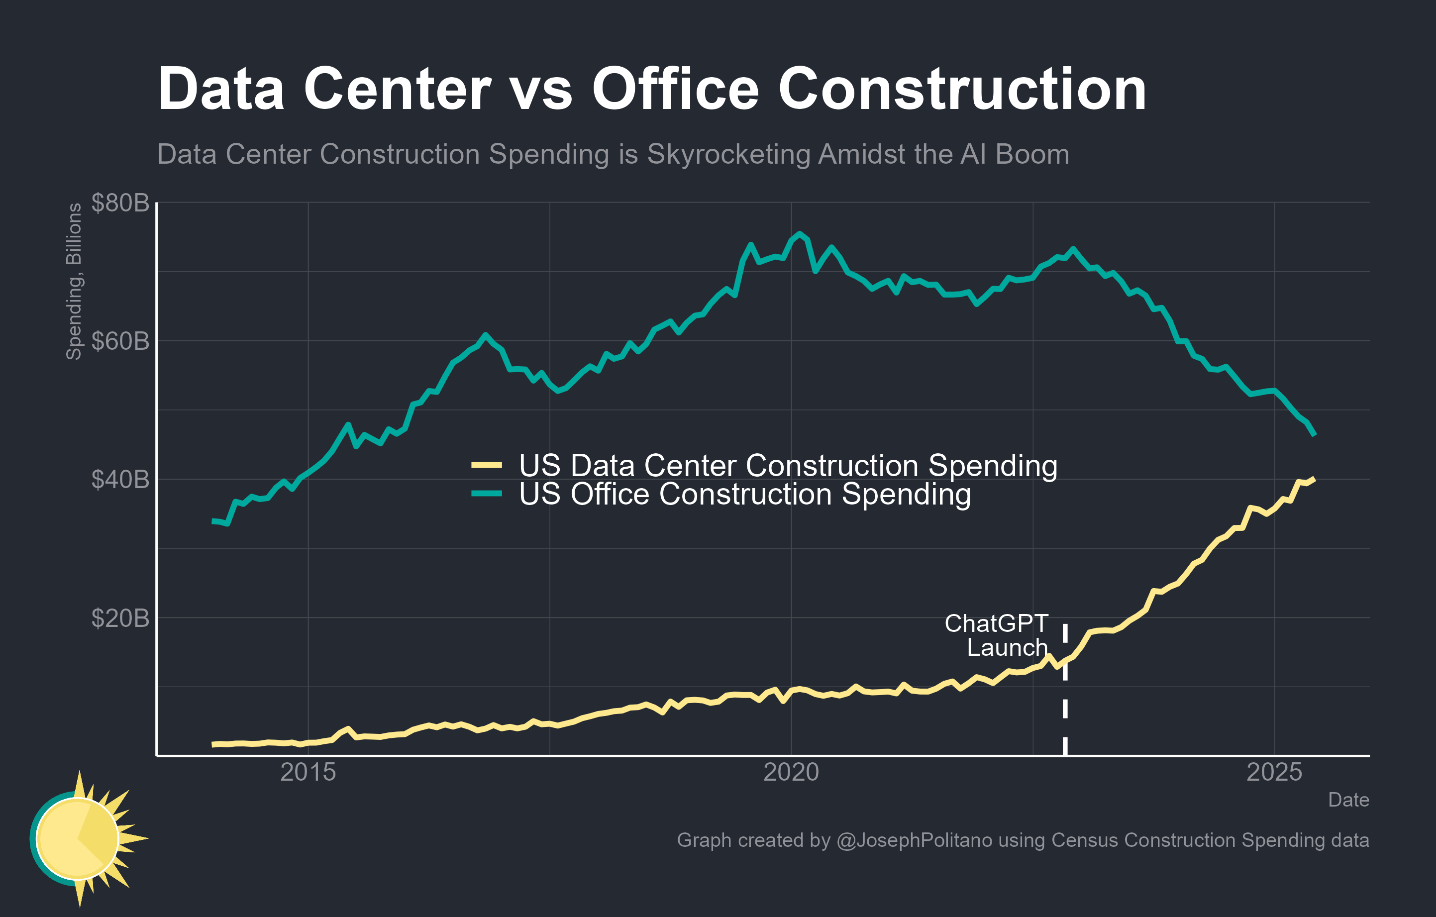 Data Center vs Office Construction
Data Center Construction Spending is Skyrocketing Amidst the AI Boom
Spending, Billions
$80B
$60B
$40B
$20B
US Data Center Construction Spending
US Office Construction Spending
ChatGPT
Launch
2015
2020
2025
Date
Graph created by @JosephPolitano using Census Construction Spending data